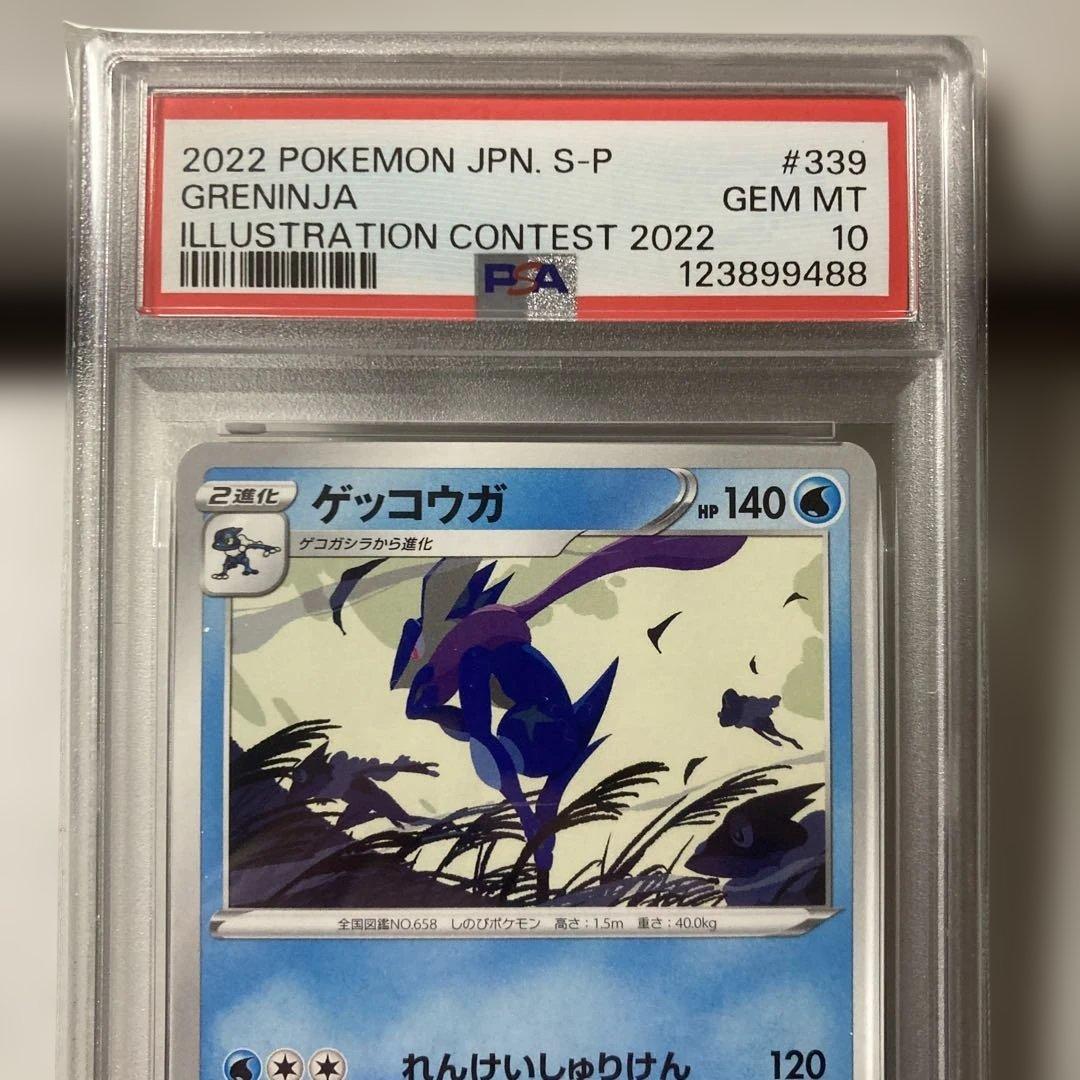 2022 POKEMON JPN. S-P #339
GRENINJA GEM MT
ILLUSTRATION CONTEST 2022 10
PSA 123899488
2進化 ゲッコウガ HP 140
ゲコガシラから進化
全国図鑑NO.658 しのびポケモン 高さ:1.5m 重さ:40.0kg
れんけいしゅりけん 120